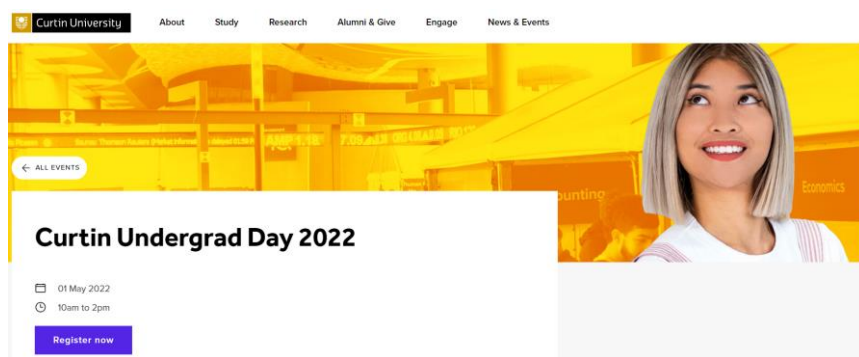 Curtin University
About Study Research Alumni & Give Engage News & Events
← ALL EVENTS
Accounting
Economics
Curtin Undergrad Day 2022
01 May 2022
10am to 2pm
Register now